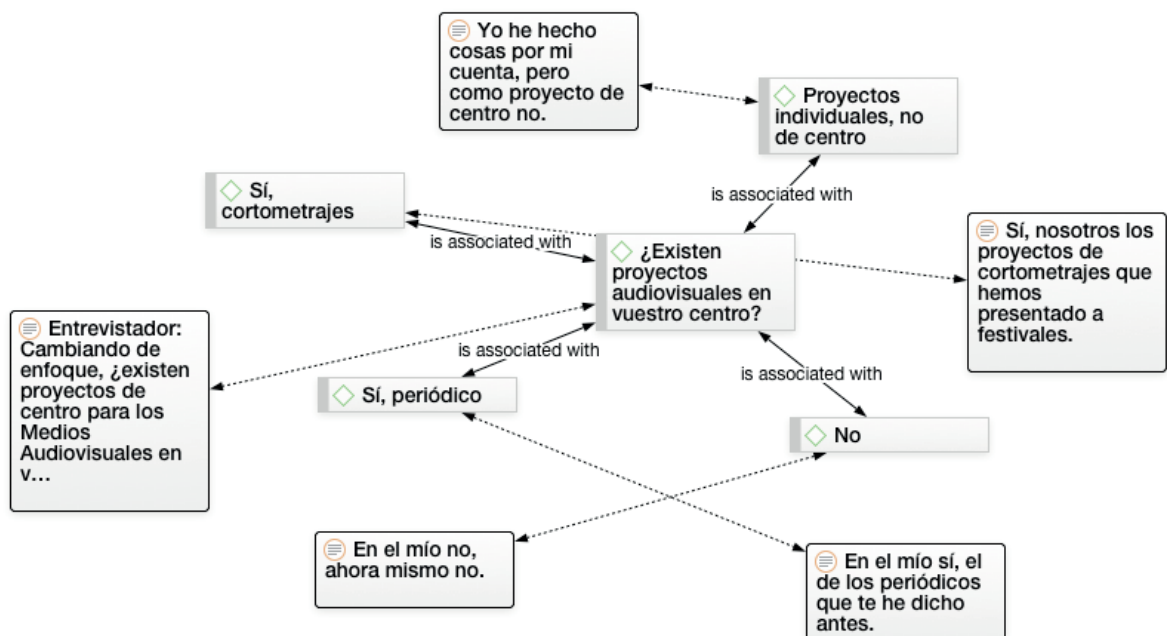 Yo he hecho
cosas por mi
cuenta, pero
como proyecto de
centro no.
Proyectos
individuales, no
de centro
is associated with
Sí,
cortometrajes
is associated with
¿Existen
proyectos
audiovisuales en
vuestro centro?
Sí, nosotros los
proyectos de
cortometrajes que
hemos
presentado a
festivales.
Entrevistador:
Cambiando de
enfoque, ¿existen
proyectos de
centro para los
Medios
Audiovisuales en
v...
is associated with
Sí, periódico
is associated with
No
En el mío no,
ahora mismo no.
En el mío sí, el
de los periódicos
que te he dicho
antes.